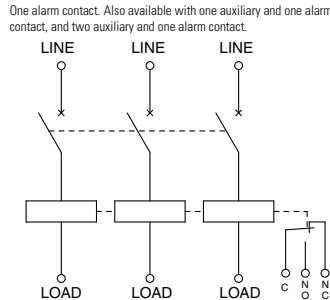 One alarm contact. Also available with one auxiliary and one alarm
contact, and two auxiliary and one alarm contact.
LINE LINE LINE
LOAD LOAD LOAD
C NO NC